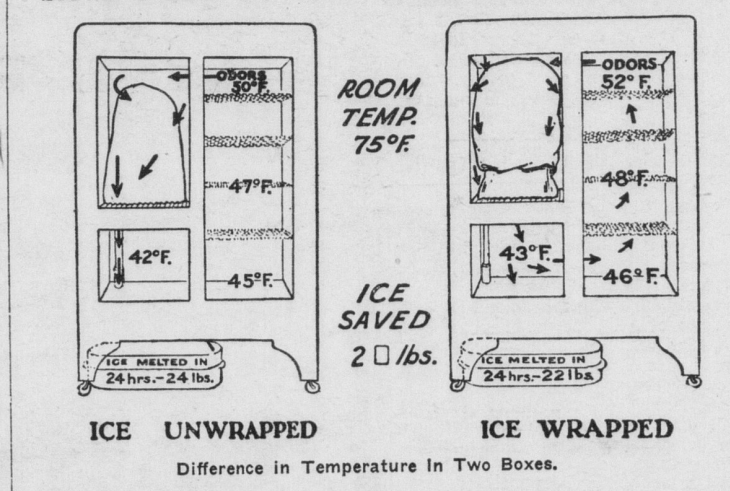 ODORS
50°F.
47°F.
42°F.
45°F.
ICE MELTED IN
24 hrs.-24 lbs.
ICE UNWRAPPED
ROOM
TEMP.
75°F.
ICE
SAVED
2 □ lbs.
ODORS
52°F.
48°F.
43°F.
46°F.
ICE MELTED IN
24 hrs.-22 lbs
ICE WRAPPED
Difference in Temperature In Two Boxes.